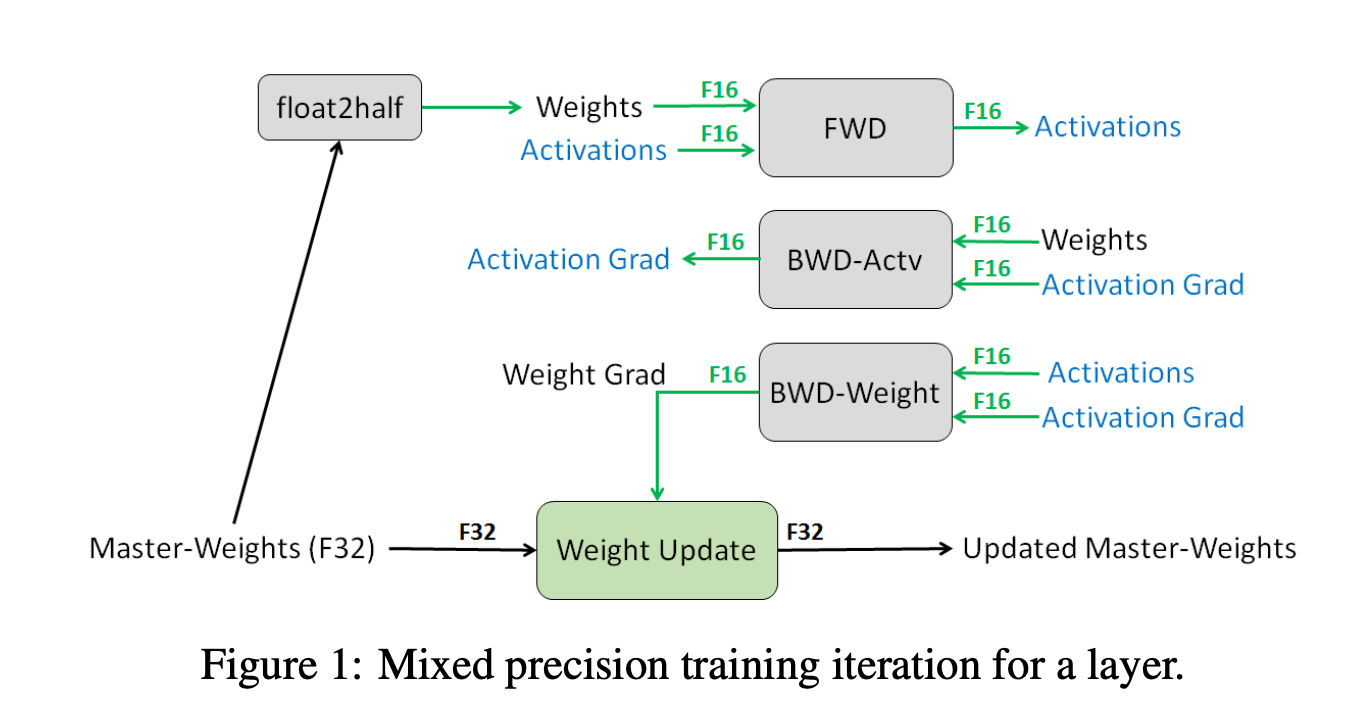 float2half
Weights
F16
Activations
F16
FWD
F16
Activations
Activation Grad
F16
BWD-Actv
F16
Weights
F16
Activation Grad
Weight Grad
F16
BWD-Weight
F16
Activations
F16
Activation Grad
Master-Weights (F32)
F32
Weight Update
F32
Updated Master-Weights
Figure 1: Mixed precision training iteration for a layer.